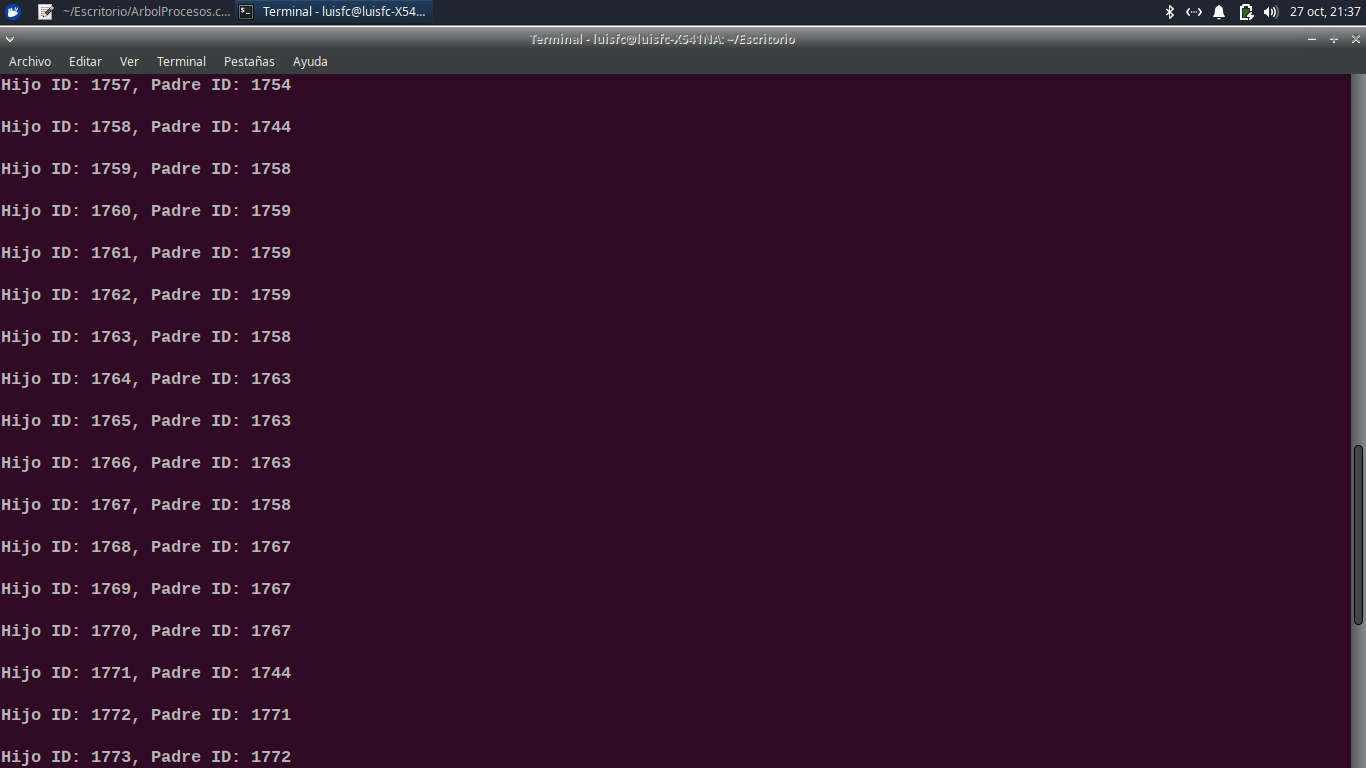 ~/Escritorio/ArbolProcesos.c... Terminal - luisfc@luisfc-X54... 27 oct, 21:37
Terminal - luisfc@luisfc-X541NA: ~/Escritorio
Archivo Editar Ver Terminal Pestañas Ayuda
Hijo ID: 1757, Padre ID: 1754
Hijo ID: 1758, Padre ID: 1744
Hijo ID: 1759, Padre ID: 1758
Hijo ID: 1760, Padre ID: 1759
Hijo ID: 1761, Padre ID: 1759
Hijo ID: 1762, Padre ID: 1759
Hijo ID: 1763, Padre ID: 1758
Hijo ID: 1764, Padre ID: 1763
Hijo ID: 1765, Padre ID: 1763
Hijo ID: 1766, Padre ID: 1763
Hijo ID: 1767, Padre ID: 1758
Hijo ID: 1768, Padre ID: 1767
Hijo ID: 1769, Padre ID: 1767
Hijo ID: 1770, Padre ID: 1767
Hijo ID: 1771, Padre ID: 1744
Hijo ID: 1772, Padre ID: 1771
Hijo ID: 1773, Padre ID: 1772